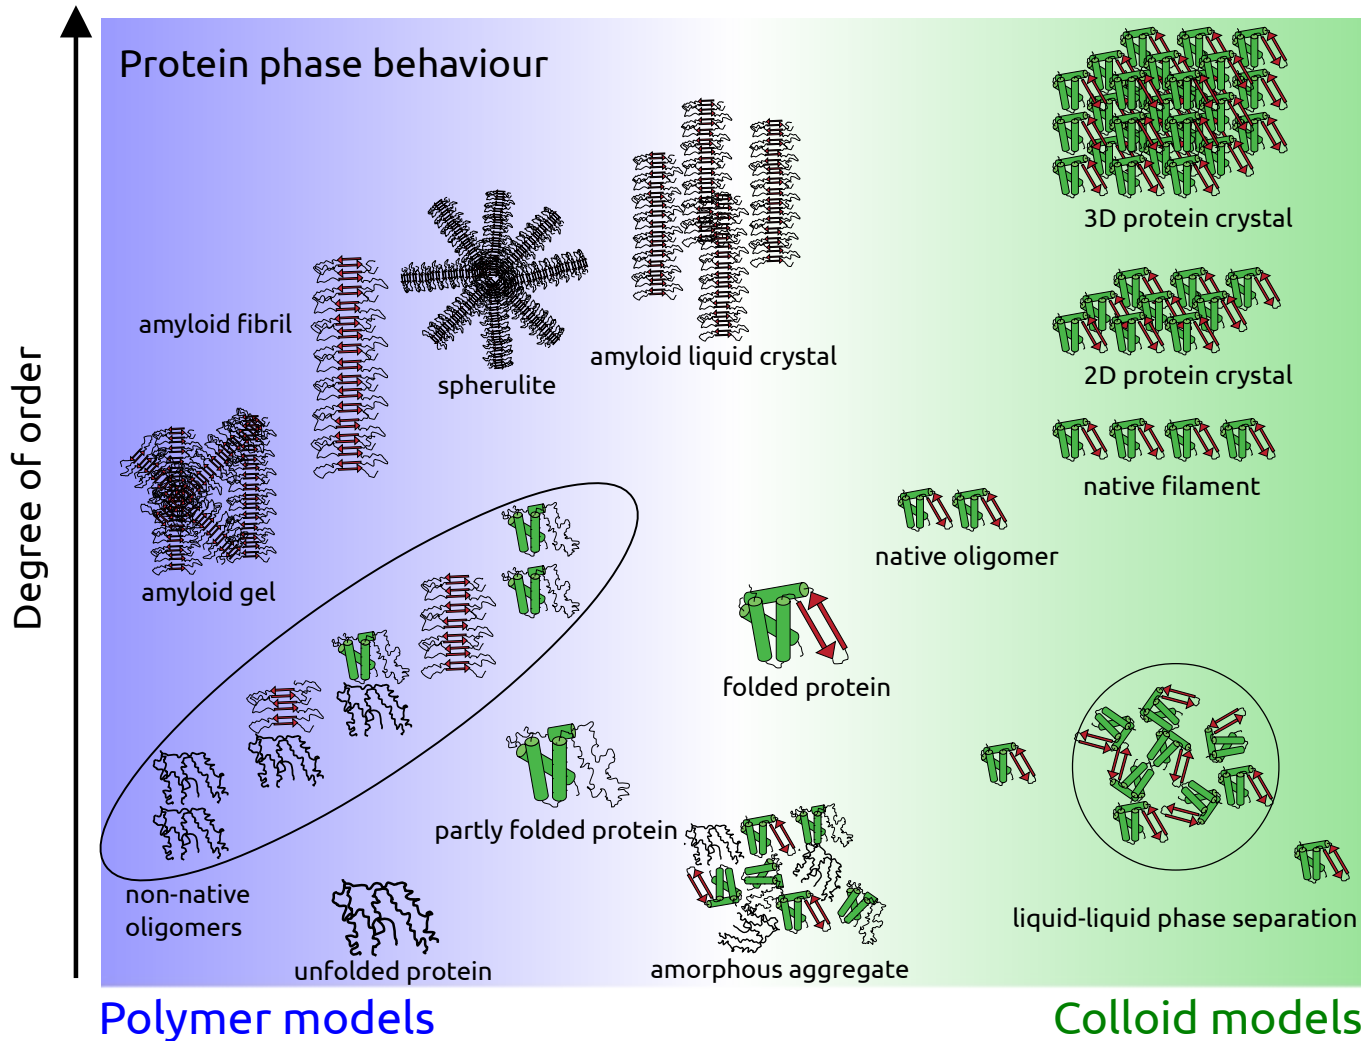 Protein phase behaviour
3D protein crystal
amyloid fibril
amyloid liquid crystal
spherulite
2D protein crystal
native filament
native oligomer
amyloid gel
folded protein
partly folded protein
non-native
oligomers
liquid-liquid phase separation
unfolded protein
amorphous aggregate
Degree of order
Polymer models
Colloid models